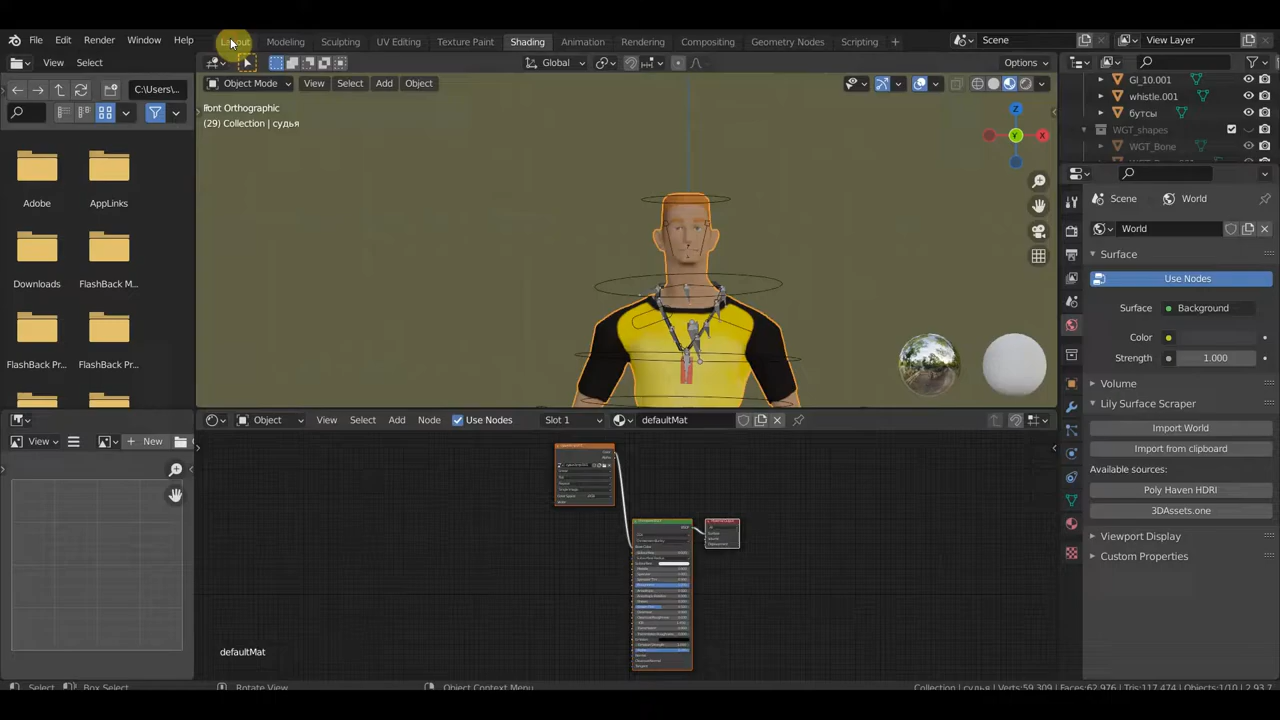 File Edit Render Window Help Layout Modeling Sculpting UV Editing Texture Paint Shading Animation Rendering Compositing Geometry Nodes Scripting + Scene View Layer
View Select Global Options
C:\Users\... Object Mode View Select Add Object
Front Orthographic
(29) Collection | судья
Adobe AppLinks
Downloads FlashBack M...
FlashBack Pr... FlashBack Pr...
Z
X
Y
GI_10.001
whistle.001
бутсы
WGT_shapes
WGT_Bone
Scene World
World
Surface
Use Nodes
Surface Background
Color
Strength 1.000
Volume
Lily Surface Scraper
Import World
Import from clipboard
Available sources:
Poly Haven HDRI
3DAssets.one
Viewport Display
Custom Properties
View New
Object View Select Add Node Use Nodes Slot 1 defaultMat
defaultMat
Select Box Select Rotate View Object Context Menu Collection | судья | Verts:59,309 | Faces:62,976 | Tris:117,474 | Objects:1/10 | 2.93.7